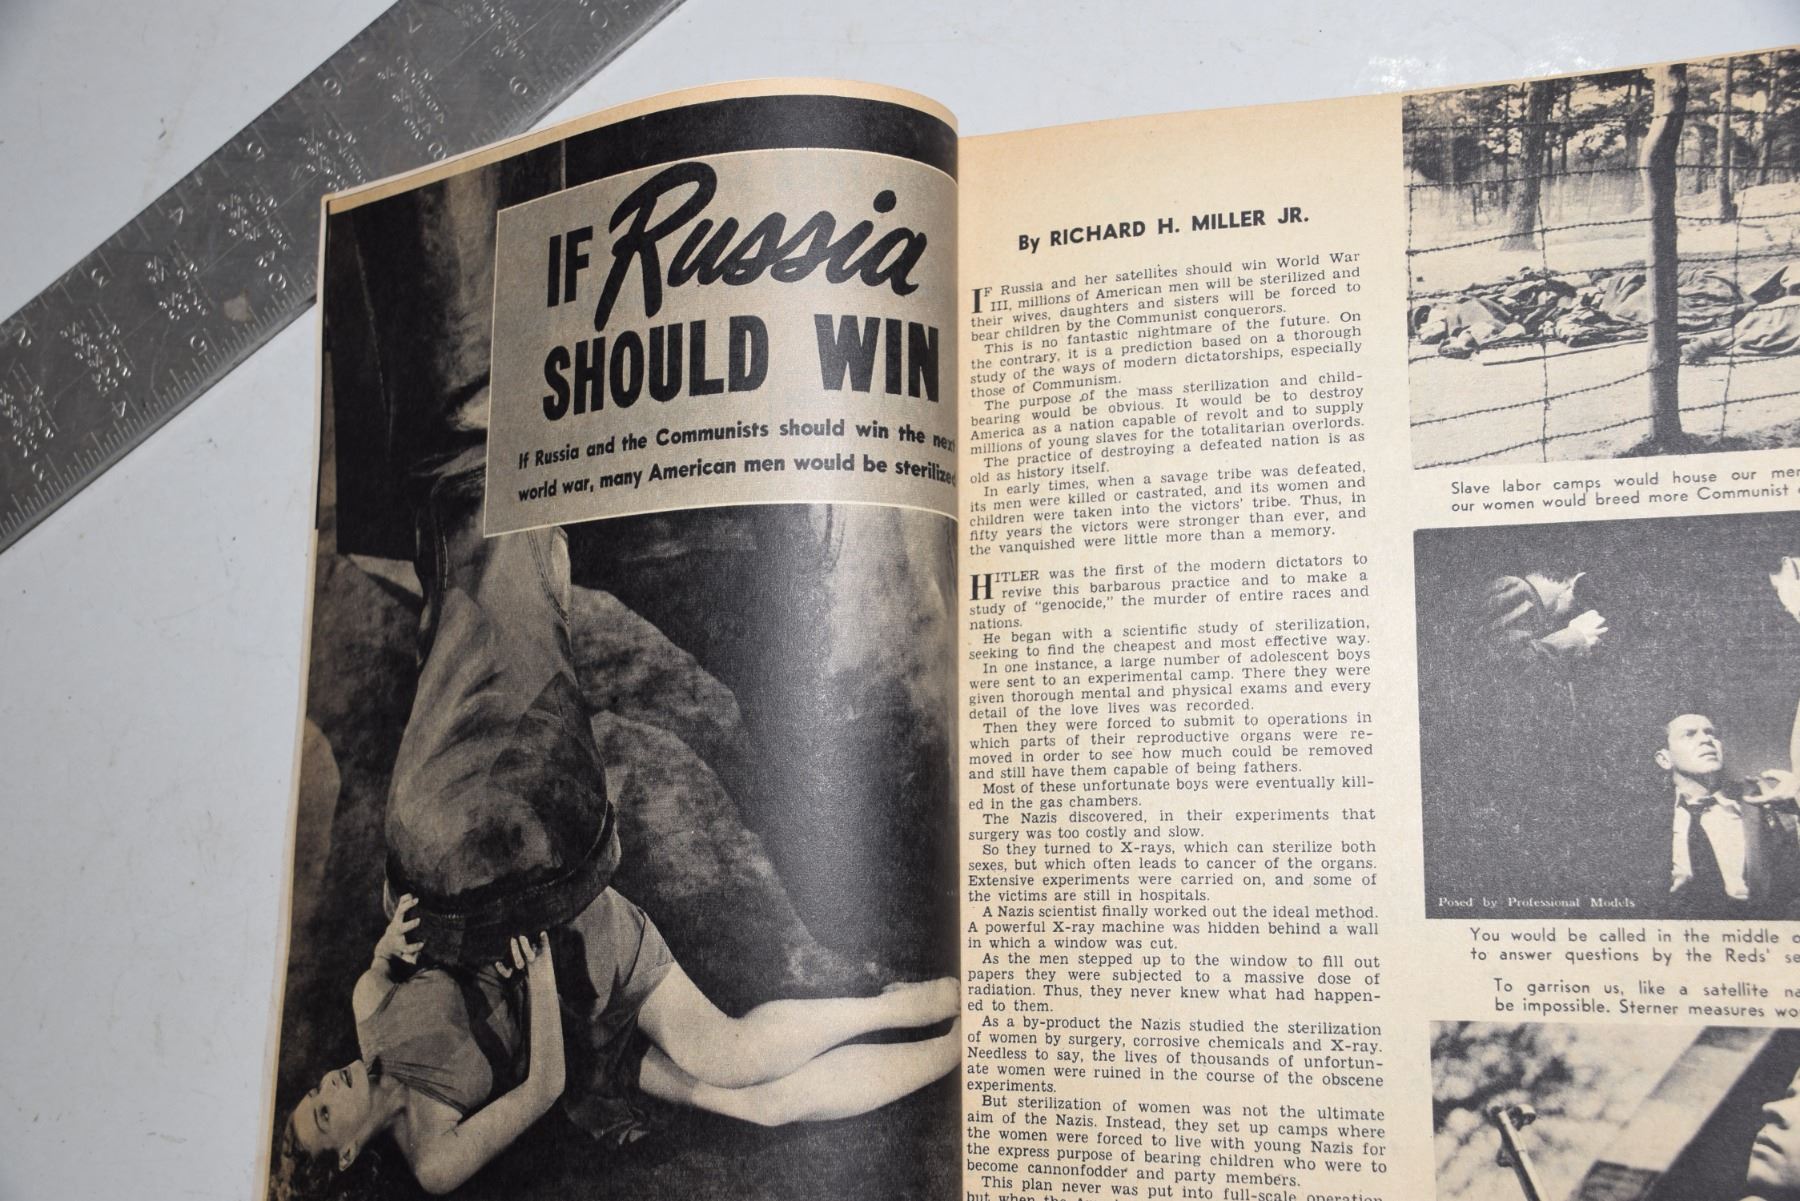 IF Russia
SHOULD WIN
If Russia and the Communists should win the next
world war, many American men would be sterilized
By RICHARD H. MILLER JR.
IF Russia and her satellites should win World War
III, millions of American men will be sterilized and
their wives, daughters and sisters will be forced to
bear children by the Communist conquerors.
This is no fantastic nightmare of the future. On
the contrary, it is a prediction based on a thorough
study of the ways of modern dictatorships, especially
those of Communism.
The purpose of the mass sterilization and child-
bearing would be obvious. It would be to destroy
America as a nation capable of revolt and to supply
millions of young slaves for the totalitarian overlords.
The practice of destroying a defeated nation is as
old as history itself.
In early times, when a savage tribe was defeated,
its men were killed or castrated, and its women and
children were taken into the victors' tribe. Thus, in
fifty years the victors were stronger than ever, and
the vanquished were little more than a memory.
HITLER was the first of the modern dictators to
revive this barbarous practice and to make a
study of "genocide," the murder of entire races and
nations.
He began with a scientific study of sterilization,
seeking to find the cheapest and most effective way.
In one instance, a large number of adolescent boys
were sent to an experimental camp. There they were
given thorough mental and physical exams and every
detail of the love lives was recorded.
Then they were forced to submit to operations in
which parts of their reproductive organs were re-
moved in order to see how much could be removed
and still have them capable of being fathers.
Most of these unfortunate boys were eventually kill-
ed in the gas chambers.
The Nazis discovered, in their experiments that
surgery was too costly and slow.
So they turned to X-rays, which can sterilize both
sexes, but which often leads to cancer of the organs.
Extensive experiments were carried on, and some of
the victims are still in hospitals.
A Nazis scientist finally worked out the ideal method.
A powerful X-ray machine was hidden behind a wall
in which a window was cut.
As the men stepped up to the window to fill out
papers they were subjected to a massive dose of
radiation. Thus, they never knew what had happen-
ed to them.
As a by-product the Nazis studied the sterilization
of women by surgery, corrosive chemicals and X-ray.
Needless to say, the lives of thousands of unfortun-
ate women were ruined in the course of the obscene
experiments.
But sterilization of women was not the ultimate
aim of the Nazis. Instead, they set up camps where
the women were forced to live with young Nazis for
the express purpose of bearing children who were to
become cannonfodder and party members.
This plan never was put into full-scale operation
but when the
Slave labor camps would house our men
our women would breed more Communist
Posed by Professional Models
You would be called in the middle o
to answer questions by the Reds' se
To garrison us, like a satellite na
be impossible. Sterner measures wo